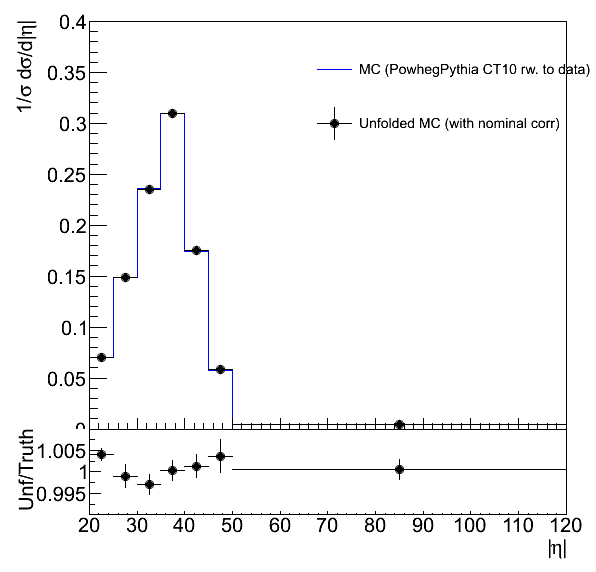 1/σ dσ/d|η|
0.4
0.35
0.3
0.25
0.2
0.15
0.1
0.05
0
MC (PowhegPythia CT10 rw. to data)
Unfolded MC (with nominal corr)
Unf/Truth
1.005
1
0.995
20 30 40 50 60 70 80 90 100 110 120
|η|